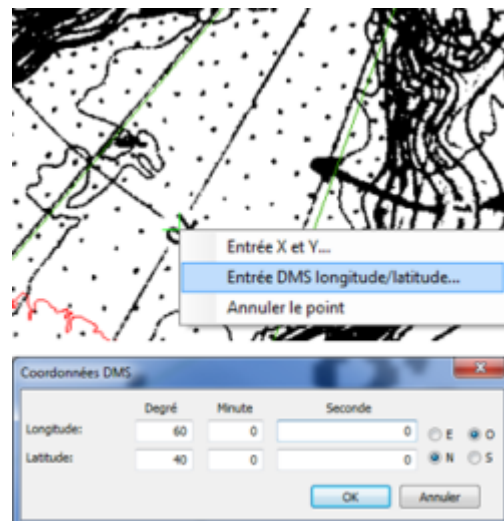 Entrée X et Y...
Entrée DMS longitude/latitude...
Annuler le point
Coordonnées DMS
Degré Minute Seconde
Longitude: 60 0 0 E O
Latitude: 40 0 0 N S
OK Annuler